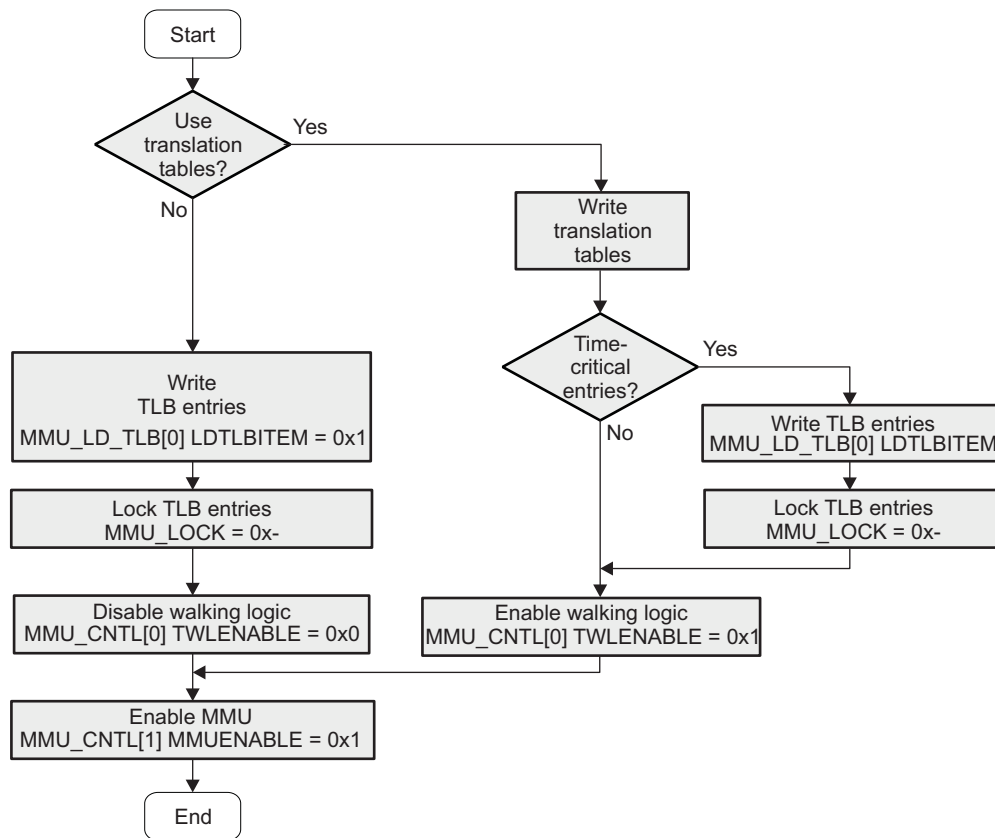 Start
Use
translation
tables?
Yes
No
Write
translation
tables
Time-
critical
entries?
Yes
No
Write
TLB entries
MMU_LD_TLB[0] LDTLBITEM = 0x1
Write TLB entries
MMU_LD_TLB[0] LDTLBITEM
Lock TLB entries
MMU_LOCK = 0x-
Lock TLB entries
MMU_LOCK = 0x-
Disable walking logic
MMU_CNTL[0] TWLENABLE = 0x0
Enable walking logic
MMU_CNTL[0] TWLENABLE = 0x1
Enable MMU
MMU_CNTL[1] MMUENABLE = 0x1
End